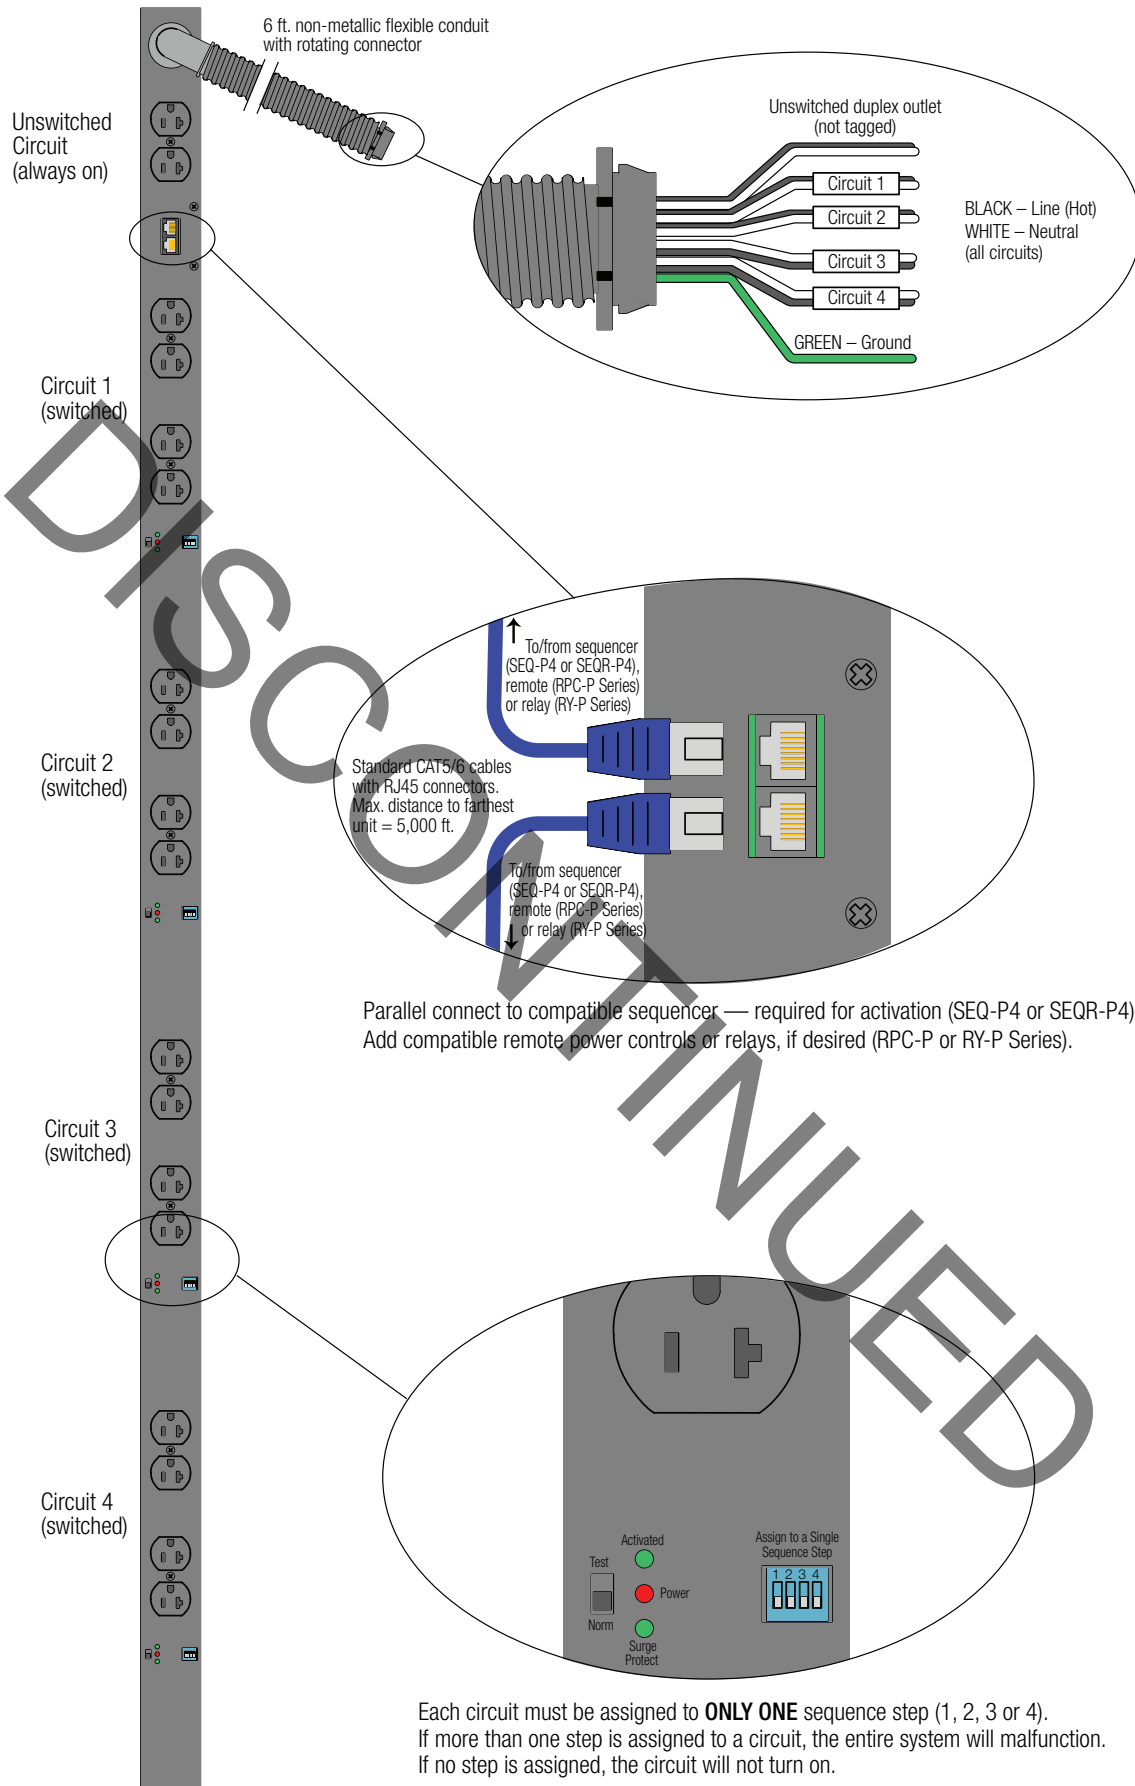 6 ft. non-metallic flexible conduit
with rotating connector
Unswitched
Circuit
(always on)
Unswitched duplex outlet
(not tagged)
Circuit 1
Circuit 2
Circuit 3
Circuit 4
BLACK – Line (Hot)
WHITE – Neutral
(all circuits)
GREEN – Ground
Circuit 1
(switched)
DISCONTINUED
To/from sequencer
(SEQ-P4 or SEQR-P4),
remote (RPC-P Series)
or relay (RY-P Series)
Circuit 2
(switched)
Standard CAT5/6 cables
with RJ45 connectors.
Max. distance to farthest
unit = 5,000 ft.
To/from sequencer
(SEQ-P4 or SEQR-P4),
remote (RPC-P Series)
or relay (RY-P Series)
Parallel connect to compatible sequencer — required for activation (SEQ-P4 or SEQR-P4)
Add compatible remote power controls or relays, if desired (RPC-P or RY-P Series).
Circuit 3
(switched)
Circuit 4
(switched)
Activated
Test
Power
Norm
Surge
Protect
Assign to a Single
Sequence Step
1 2 3 4
Each circuit must be assigned to ONLY ONE sequence step (1, 2, 3 or 4).
If more than one step is assigned to a circuit, the entire system will malfunction.
If no step is assigned, the circuit will not turn on.